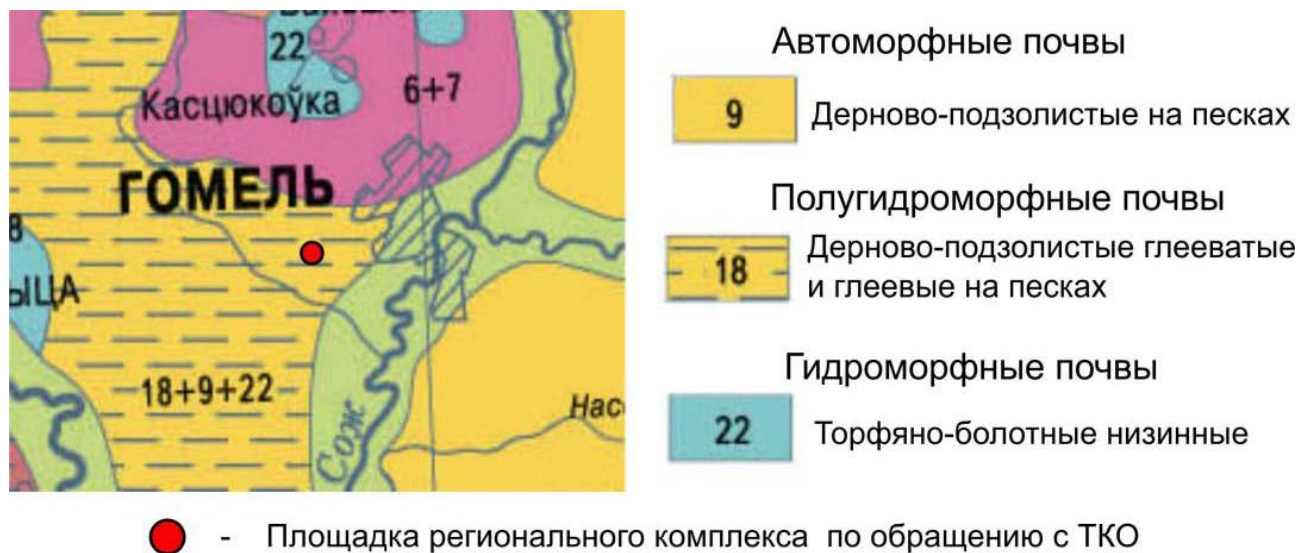 22
Касцюкоўка
6+7
ГОМЕЛЬ
ЫЦА
18+9+22
Сож
Нас
Автоморфные почвы
9
Дерново-подзолистые на песках
Полугидроморфные почвы
18
Дерново-подзолистые глееватые
и глеевые на песках
Гидроморфные почвы
22
Торфяно-болотные низинные
- Площадка регионального комплекса по обращению с ТКО